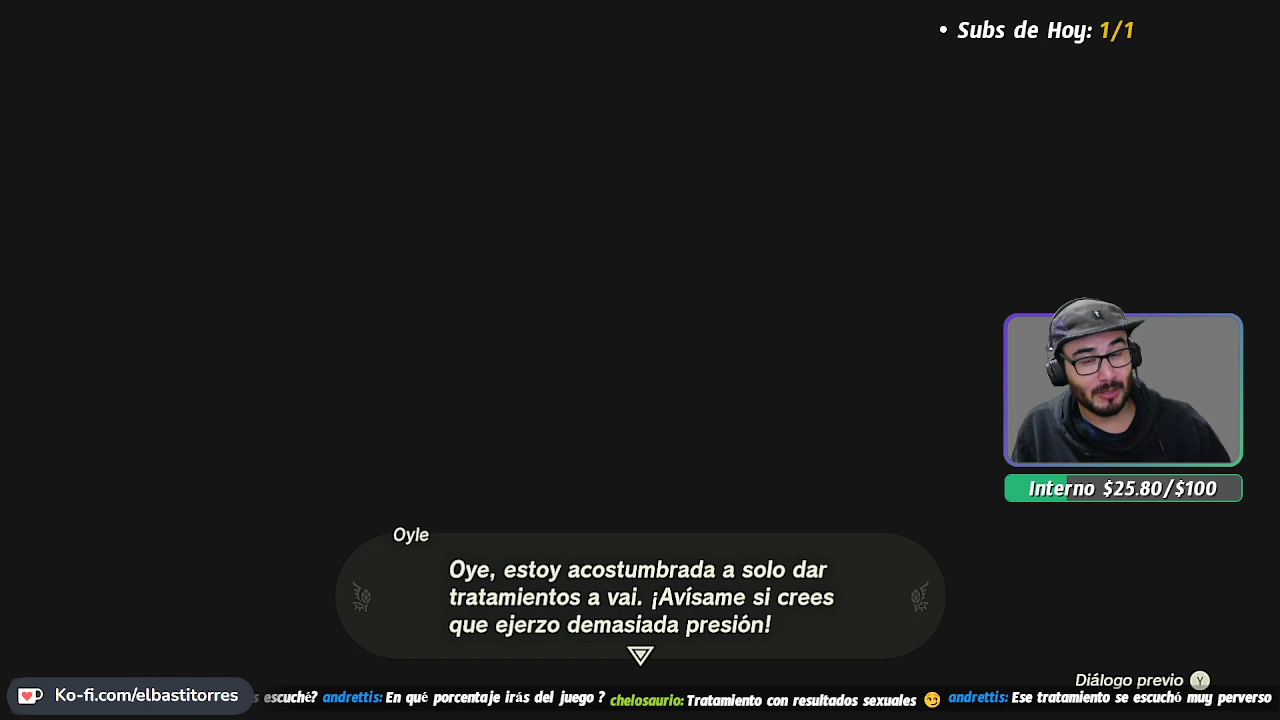 • Subs de Hoy: 1/1
Interno $25.80/$100
Oyle
Oye, estoy acostumbrada a solo dar
tratamientos a vai. ¡Avísame si crees
que ejerzo demasiada presión!
Diálogo previo Y
Ko-fi.com/elbastitorres
s escuché? andrettis: En qué porcentaje irás del juego ? chelosaurio: Tratamiento con resultados sexuales 😏 andrettis: Ese tratamiento se escuchó muy perverso